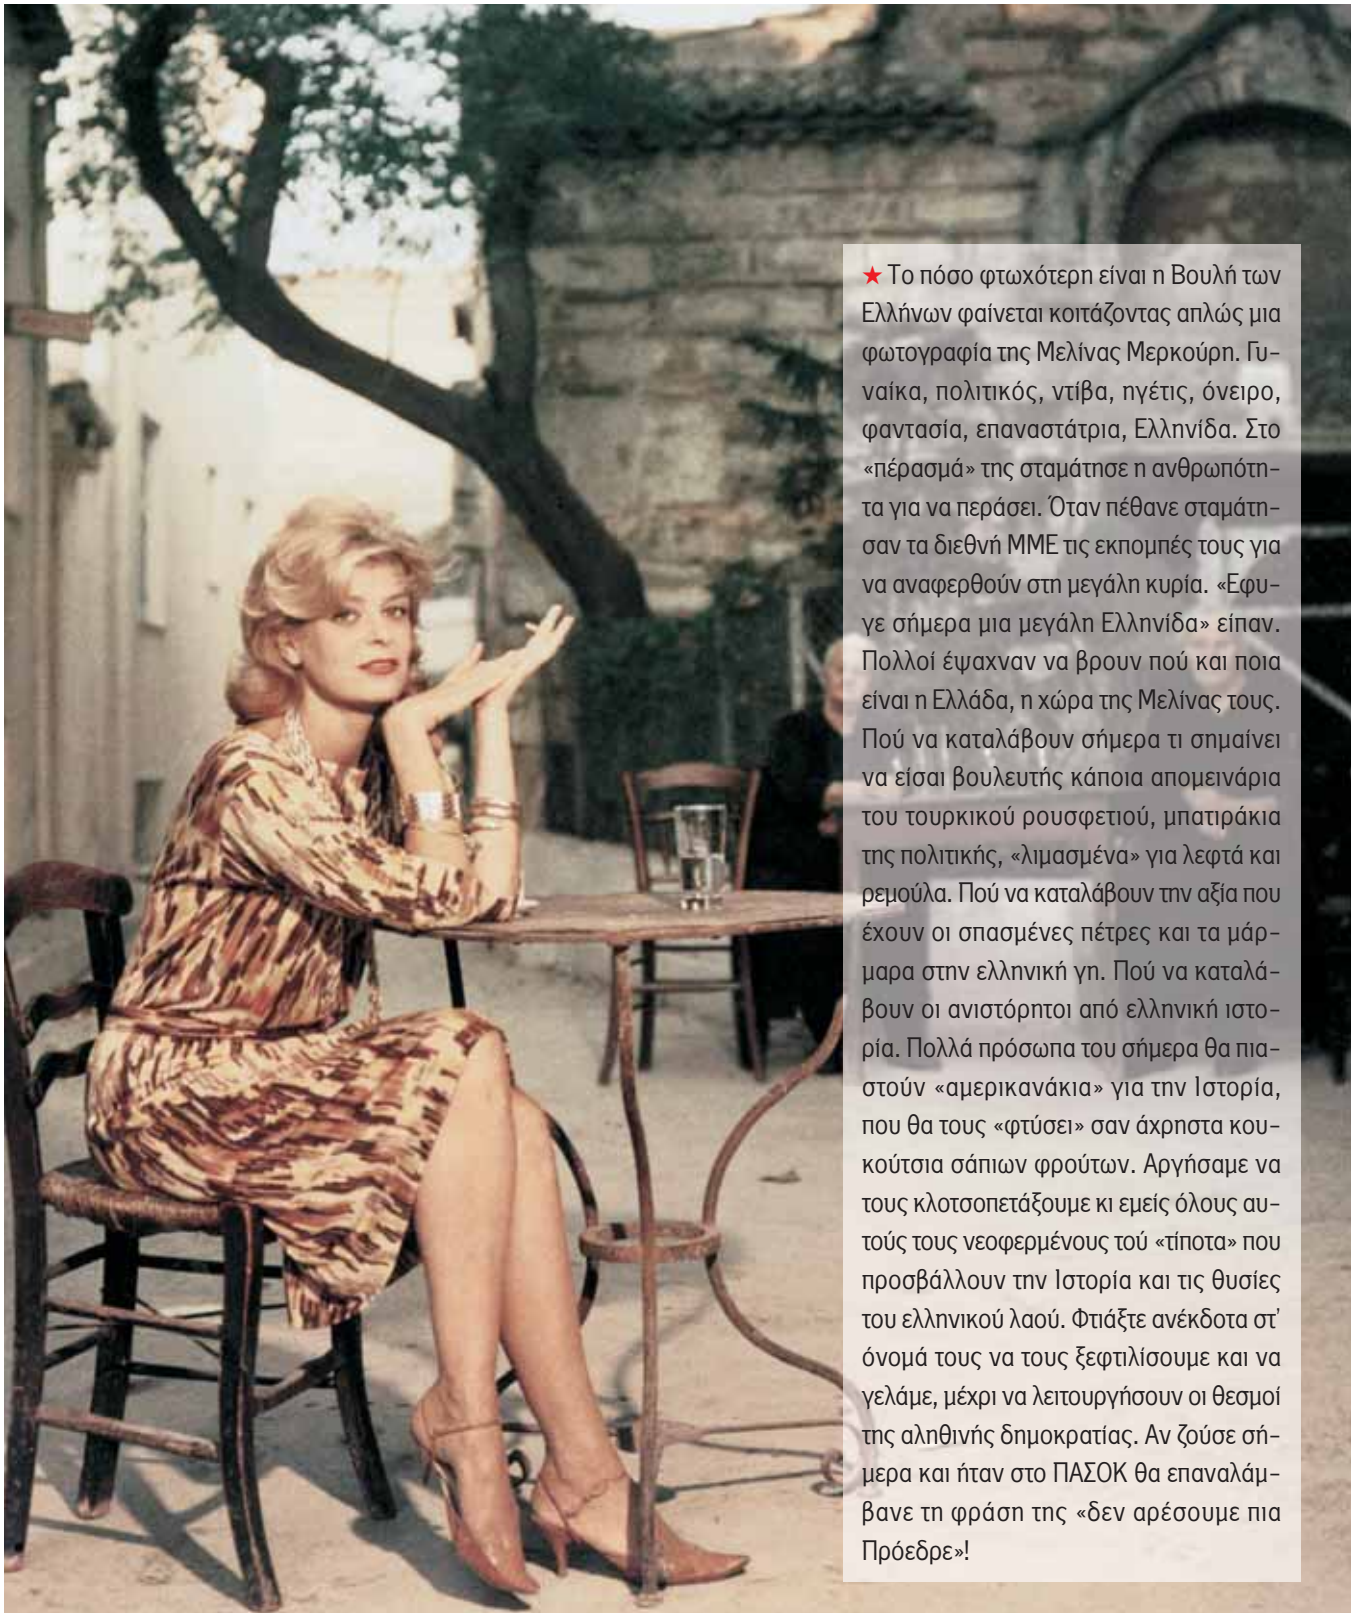 ★ Το πόσο φτωχότερη είναι η Βουλή των
Ελλήνων φαίνεται κοιτάζοντας απλώς μια
φωτογραφία της Μελίνας Μερκούρη. Γυ-
ναίκα, πολιτικός, ντίβα, ηγέτις, όνειρο,
φαντασία, επαναστάτρια, Ελληνίδα. Στο
«πέρασμά» της σταμάτησε η ανθρωπότη-
τα για να περάσει. Όταν πέθανε σταμάτη-
σαν τα διεθνή ΜΜΕ τις εκπομπές τους για
να αναφερθούν στη μεγάλη κυρία. «Εφυ-
γε σήμερα μια μεγάλη Ελληνίδα» είπαν.
Πολλοί έψαχναν να βρουν πού και ποια
είναι η Ελλάδα, η χώρα της Μελίνας τους.
Πού να καταλάβουν σήμερα τι σημαίνει
να είσαι βουλευτής κάποια απομεινάρια
του τουρκικού ρουσφετιού, μπατιράκια
της πολιτικής, «λιμασμένα» για λεφτά και
ρεμούλα. Πού να καταλάβουν την αξία που
έχουν οι σπασμένες πέτρες και τα μάρ-
μαρα στην ελληνική γη. Πού να καταλά-
βουν οι ανιστόρητοι από ελληνική ιστο-
ρία. Πολλά πρόσωπα του σήμερα θα πια-
στούν «αμερικανάκια» για την Ιστορία,
που θα τους «φτύσει» σαν άχρηστα κου-
κούτσια σάπιων φρούτων. Αργήσαμε να
τους κλοτσοπετάξουμε κι εμείς όλους αυ-
τούς τους νεοφερμένους τού «τίποτα» που
προσβάλλουν την Ιστορία και τις θυσίες
του ελληνικού λαού. Φτιάξτε ανέκδοτα στ'
όνομά τους να τους ξεφτιλίσουμε και να
γελάμε, μέχρι να λειτουργήσουν οι θεσμοί
της αληθινής δημοκρατίας. Αν ζούσε σή-
μερα και ήταν στο ΠΑΣΟΚ θα επαναλάμ-
βανε τη φράση της «δεν αρέσουμε πια
Πρόεδρε»!